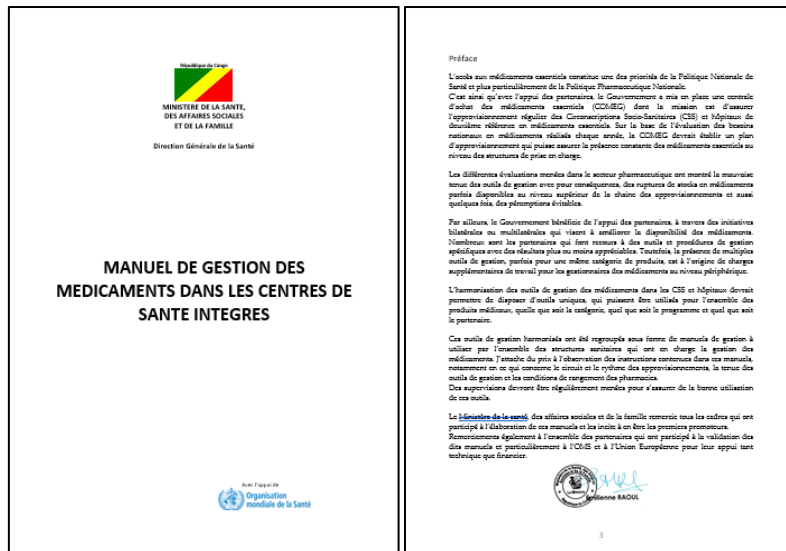 République du Congo
MINISTERE DE LA SANTE,
DES AFFAIRES SOCIALES
ET DE LA FAMILLE
Direction Générale de la Santé
MANUEL DE GESTION DES
MEDICAMENTS DANS LES CENTRES DE
SANTE INTEGRES
Avec l'appui de
Organisation
mondiale de la Santé
Préface
L'accès aux médicaments essentiels constitue une des priorités de la Politique Nationale de
Santé et plus particulièrement de la Politique Pharmaceutique Nationale.
C'est ainsi qu'avec l'appui des partenaires, le Gouvernement a mis en place une centrale
d'achat des médicaments essentiels (COMEG) dont la mission est d'assurer
l'approvisionnement régulier des Circonscriptions Socio-Sanitaires (CSS) et hôpitaux de
deuxième référence en médicaments essentiels. Sur la base de l'évaluation des besoins
nationaux en médicaments réalisés chaque année, la COMEG devrait établir un plan
d'approvisionnement qui puisse assurer la présence constante des médicaments essentiels au
niveau des structures de prise en charge.
Les différentes évaluations menées dans le secteur pharmaceutique ont montré la mauvaise
tenue des outils de gestion avec pour conséquences, des ruptures de stocks en médicaments
parfois disponibles au niveau supérieur de la chaine des approvisionnements et aussi
quelques fois, des péremptions évitables.
Par ailleurs, le Gouvernement bénéficie de l'appui des partenaires, à travers des initiatives
bilatérales ou multilatérales qui visent à améliorer la disponibilité des médicaments.
Nombreux sont les partenaires qui font recours à des outils et procédures de gestion
spécifiques avec des résultats plus ou moins appréciables. Toutefois, la présence de multiples
outils de gestion, parfois pour une même catégorie de produits, est à l'origine de charges
supplémentaires de travail pour les gestionnaires des médicaments au niveau périphérique.
L'harmonisation des outils de gestion des médicaments dans les CSS et hôpitaux devrait
permettre de disposer d'outils uniques, qui puissent être utilisés pour l'ensemble des
produits médicaux, quelle que soit la catégorie, quel que soit le programme et quel que soit
le partenaire.
Ces outils de gestion harmonisés ont été regroupés sous forme de manuels de gestion à
utiliser par l'ensemble des structures sanitaires qui ont en charge la gestion des
médicaments. J'attache du prix à l'observation des instructions contenues dans ces manuels,
notamment en ce qui concerne le circuit et le rythme des approvisionnements, la tenue des
outils de gestion et les conditions de rangement des pharmacies.
Des supervisions devront être régulièrement menées pour s'assurer de la bonne utilisation
de ces outils.
Le Ministère de la santé, des affaires sociales et de la famille remercie tous les cadres qui ont
participé à l'élaboration de ces manuels et les incite à en être les premiers promoteurs.
Remerciements également à l'ensemble des partenaires qui ont participé à la validation des
dits manuels et particulièrement à l'OMS et à l'Union Européenne pour leur appui tant
technique que financier.
RAOUL
3